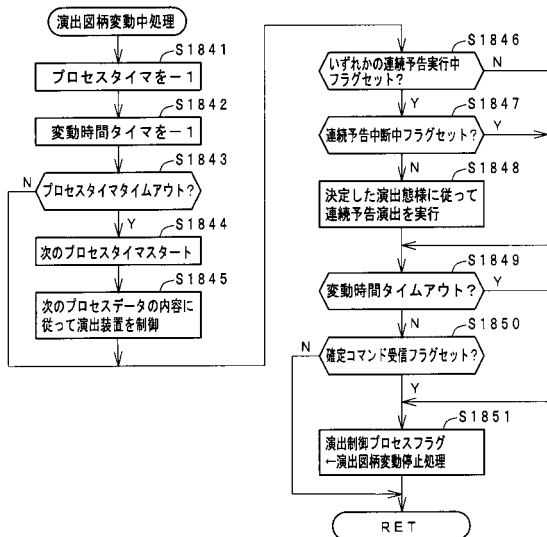 演出図柄変動中処理
S1841
プロセスタイマを−1
S1842
変動時間タイマを−1
S1843
N
プロセスタイマタイムアウト？
Y
S1844
次のプロセスタイマスタート
S1845
次のプロセスデータの内容に
従って演出装置を制御
S1846
いずれかの連続予告実行中
フラグセット？
N
Y
S1847
連続予告中断中フラグセット？
Y
N
S1848
決定した演出態様に従って
連続予告演出を実行
S1849
変動時間タイムアウト？
Y
N
S1850
N
確定コマンド受信フラグセット？
Y
S1851
演出制御プロセスフラグ
←演出図柄変動停止処理
RET